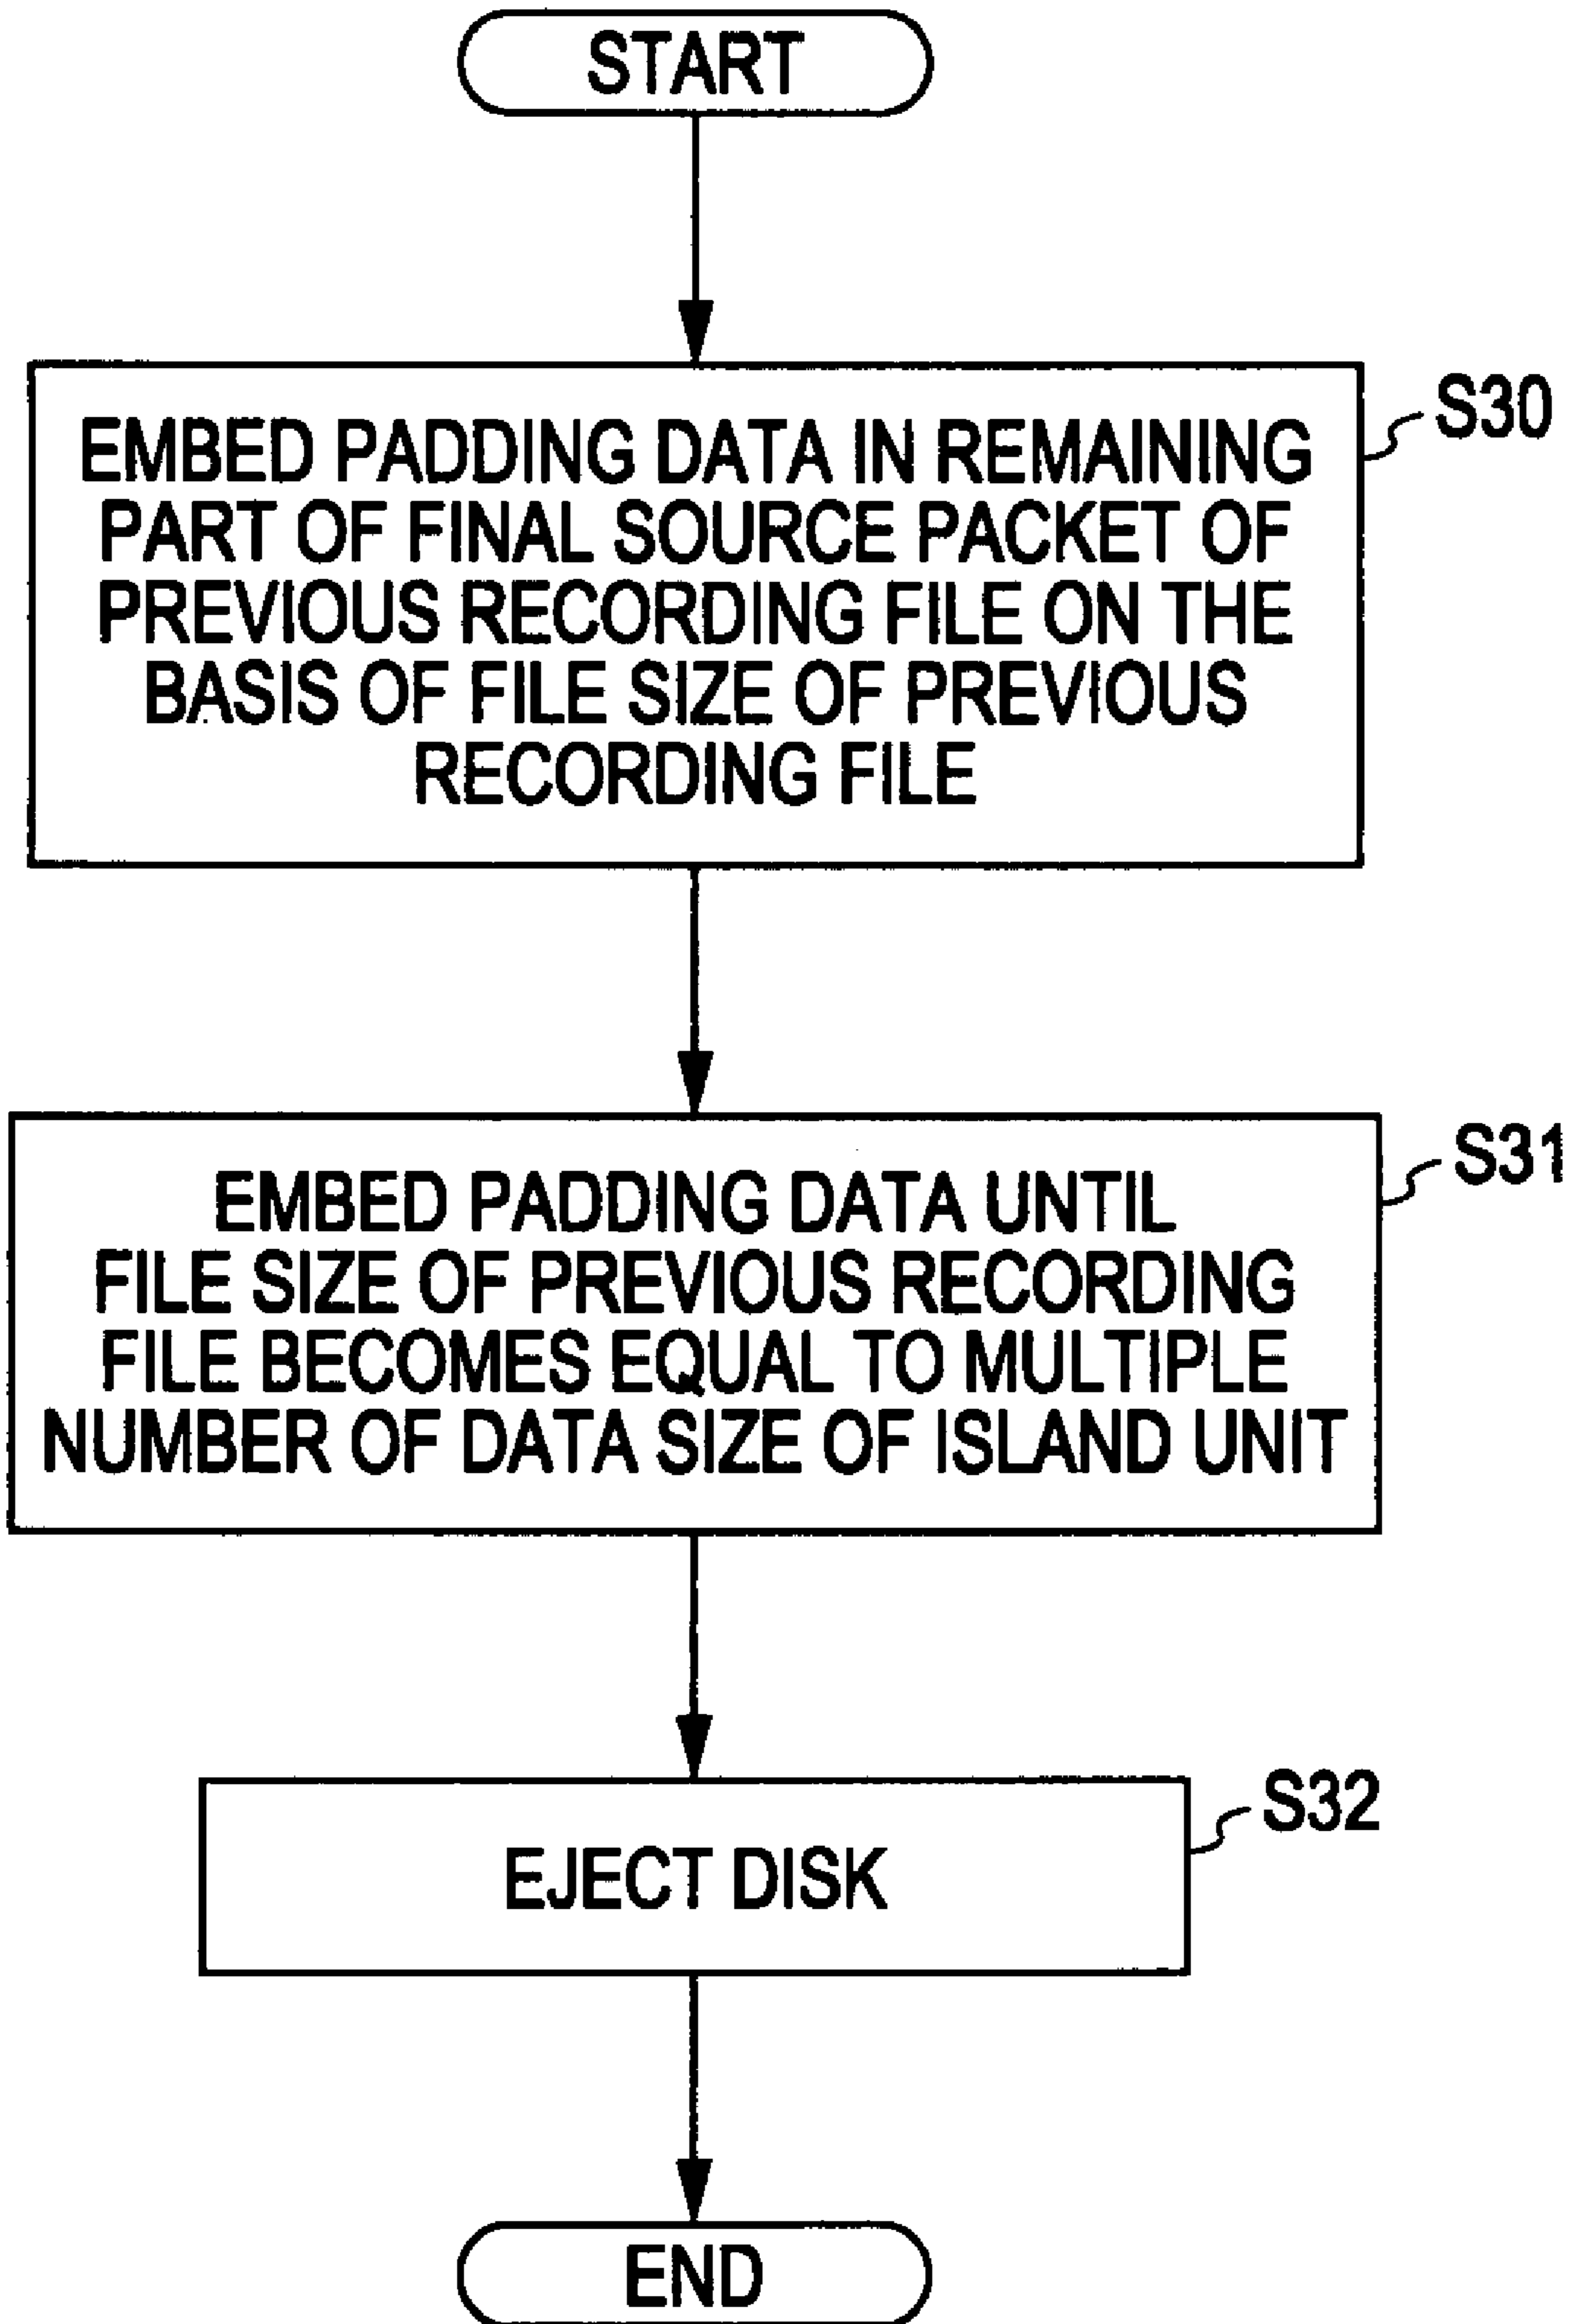 START
EMBED PADDING DATA IN REMAINING
PART OF FINAL SOURCE PACKET OF
PREVIOUS RECORDING FILE ON THE
BASIS OF FILE SIZE OF PREVIOUS
RECORDING FILE
S30
EMBED PADDING DATA UNTIL
FILE SIZE OF PREVIOUS RECORDING
FILE BECOMES EQUAL TO MULTIPLE
NUMBER OF DATA SIZE OF ISLAND UNIT
S31
EJECT DISK
S32
END